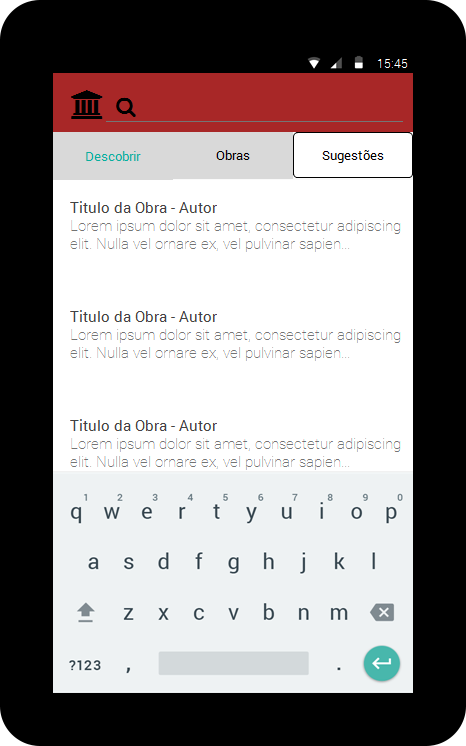 15:45
Descobrir Obras Sugestões
Titulo da Obra - Autor
Lorem ipsum dolor sit amet, consectetur adipiscing
elit. Nulla vel ornare ex, vel pulvinar sapien...
Titulo da Obra - Autor
Lorem ipsum dolor sit amet, consectetur adipiscing
elit. Nulla vel ornare ex, vel pulvinar sapien...
Titulo da Obra - Autor
Lorem ipsum dolor sit amet, consectetur adipiscing
elit. Nulla vel ornare ex, vel pulvinar sapien...
1 2 3 4 5 6 7 8 9 0
q w e r t y u i o p
a s d f g h j k l
z x c v b n m
?123 , .